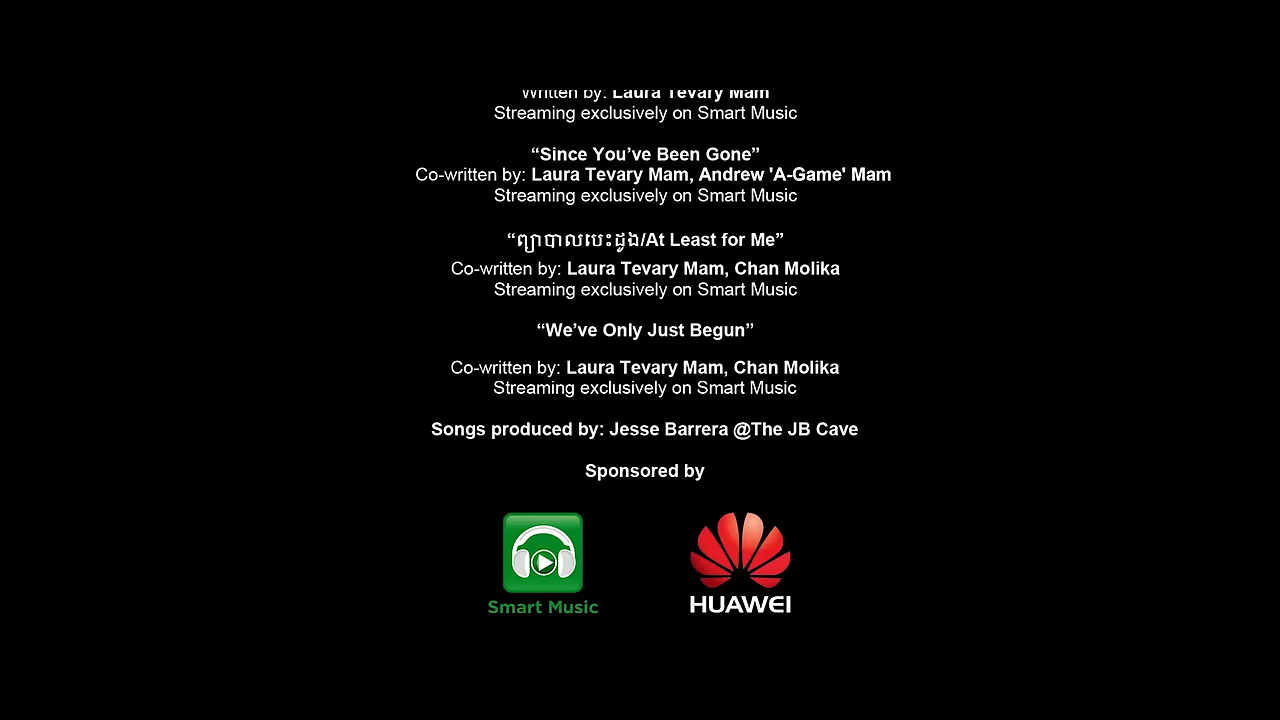 Written by: Laura Tevary Mam
Streaming exclusively on Smart Music
“Since You’ve Been Gone”
Co-written by: Laura Tevary Mam, Andrew 'A-Game' Mam
Streaming exclusively on Smart Music
“ព្យាបាលបេះដូង/At Least for Me”
Co-written by: Laura Tevary Mam, Chan Molika
Streaming exclusively on Smart Music
“We’ve Only Just Begun”
Co-written by: Laura Tevary Mam, Chan Molika
Streaming exclusively on Smart Music
Songs produced by: Jesse Barrera @The JB Cave
Sponsored by
Smart Music
HUAWEI